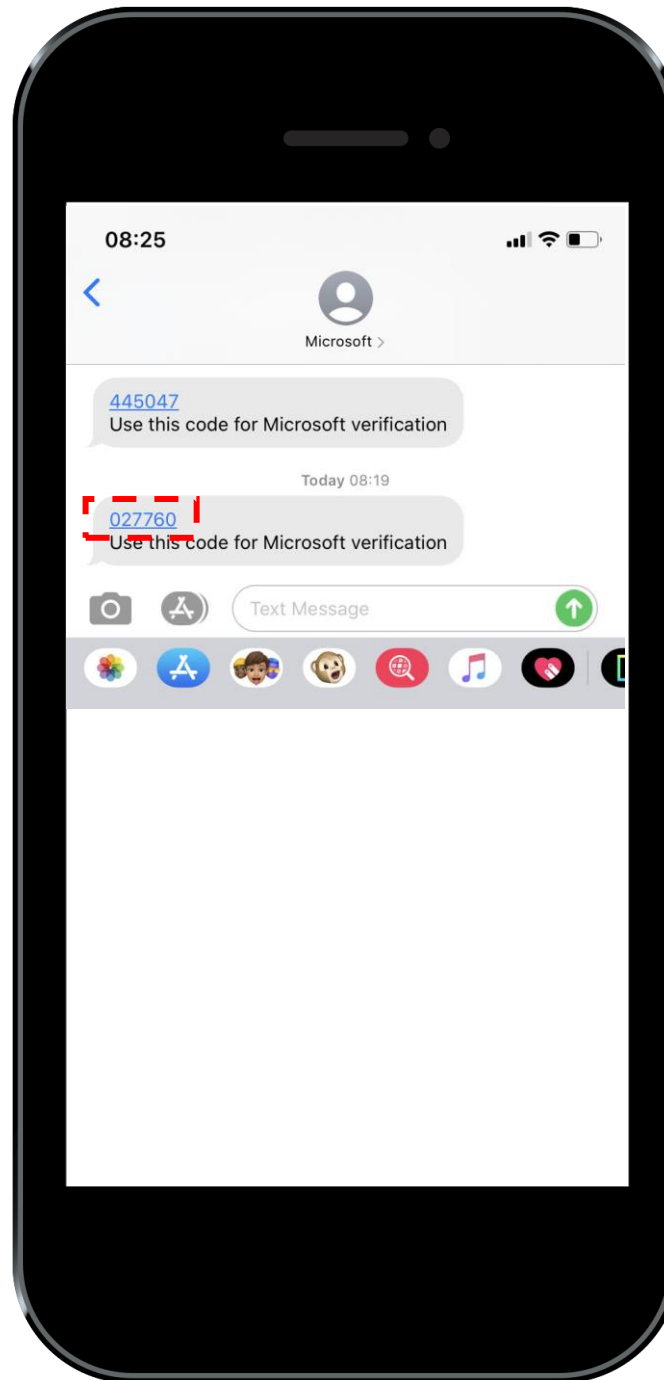 08:25
Microsoft >
445047
Use this code for Microsoft verification
Today 08:19
027760
Use this code for Microsoft verification
Text Message